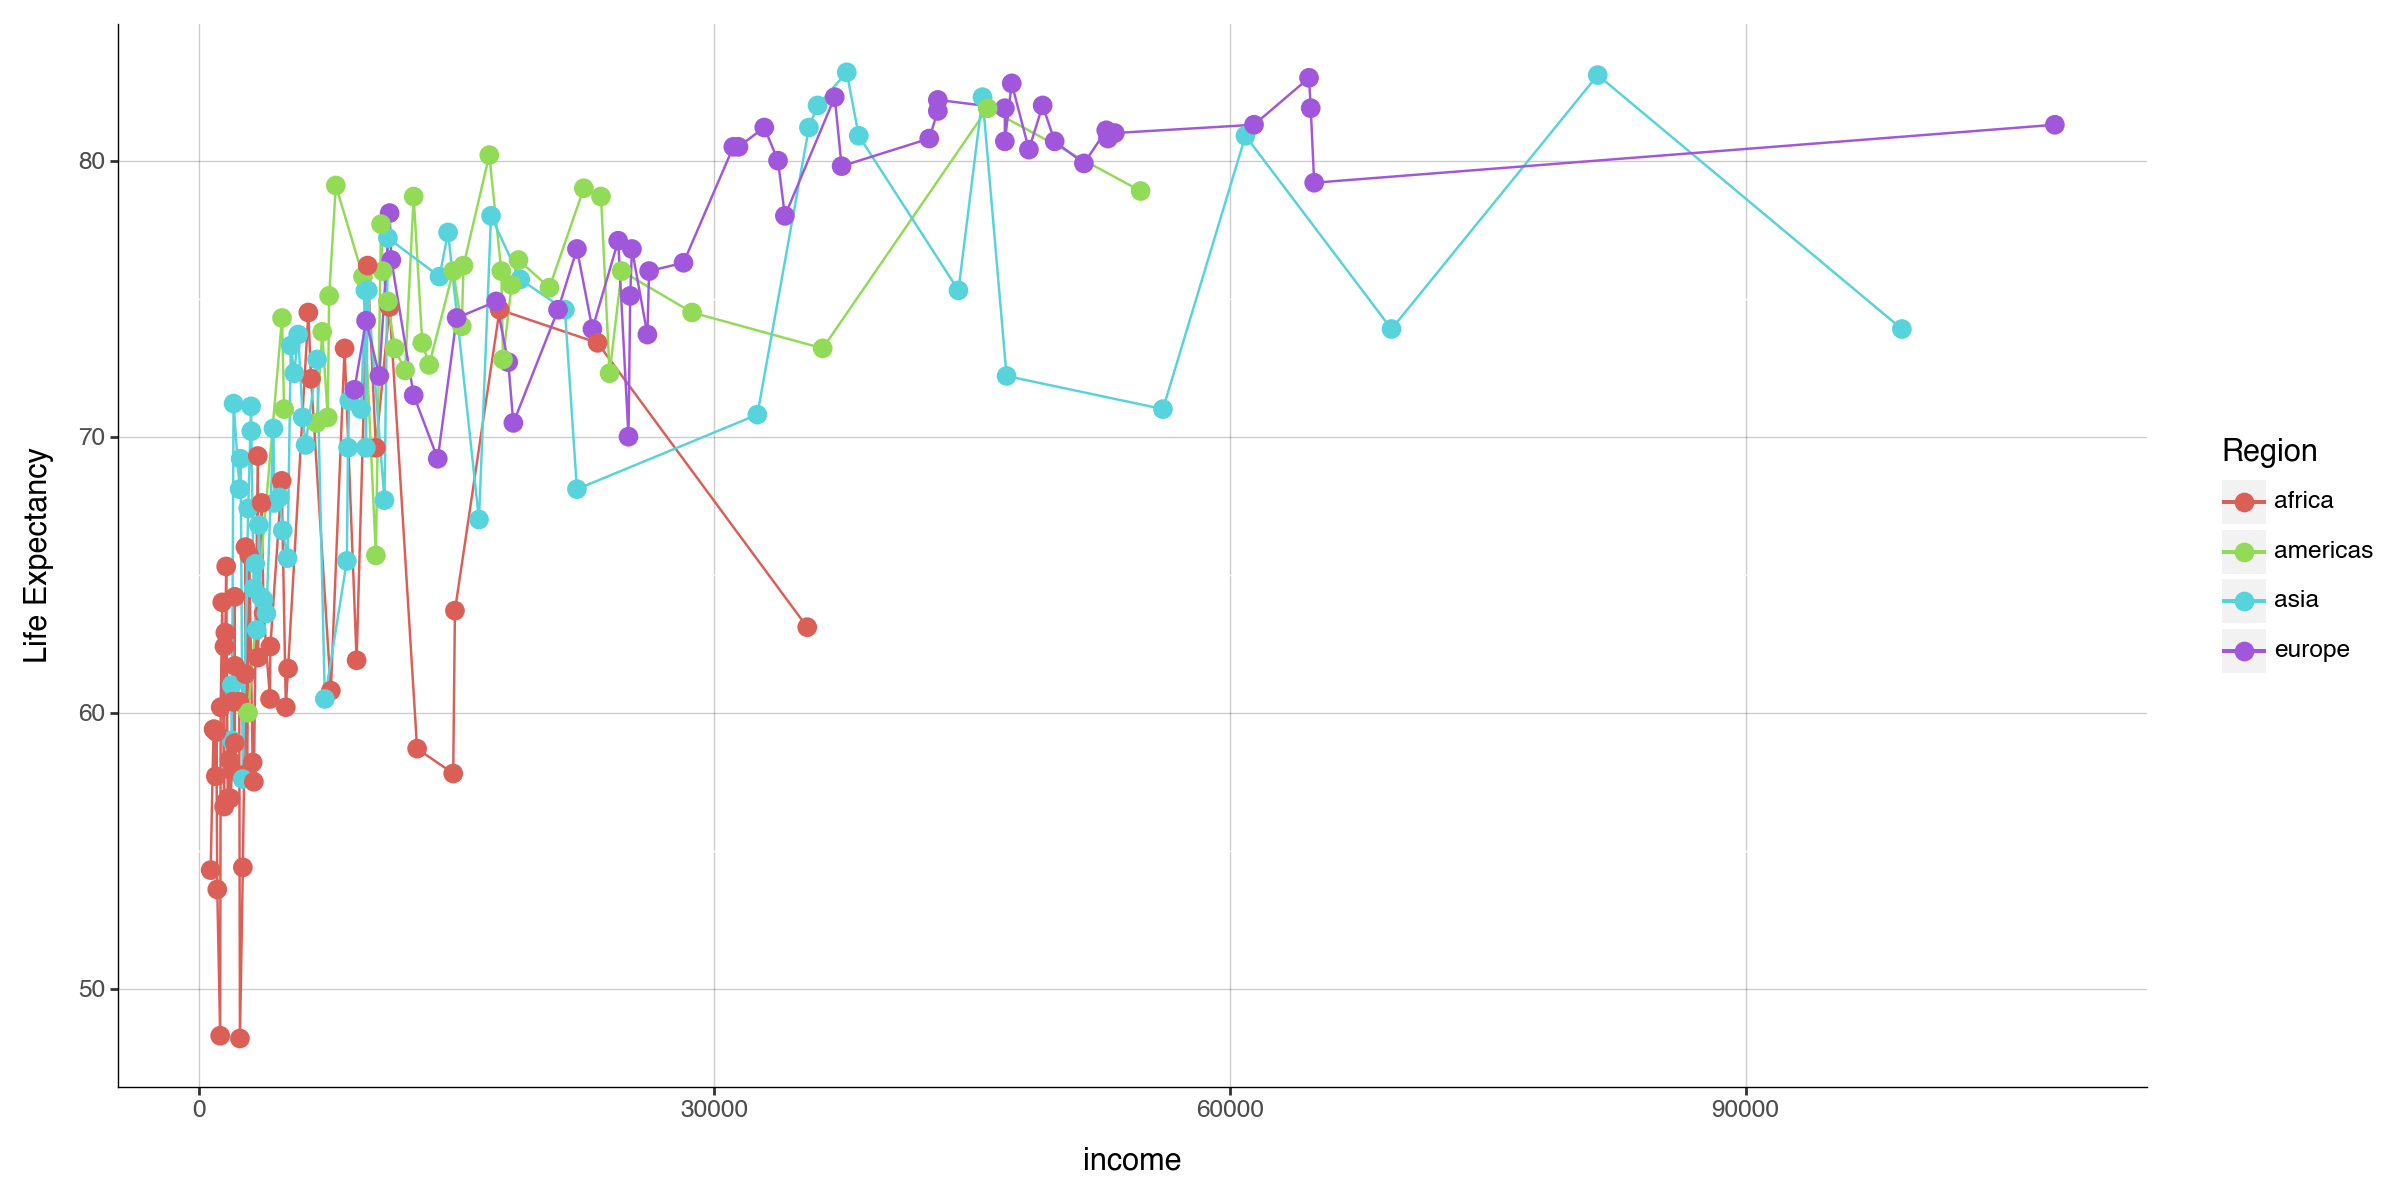 80
70
60
50
Life Expectancy
0
30000
60000
90000
income
Region
africa
americas
asia
europe